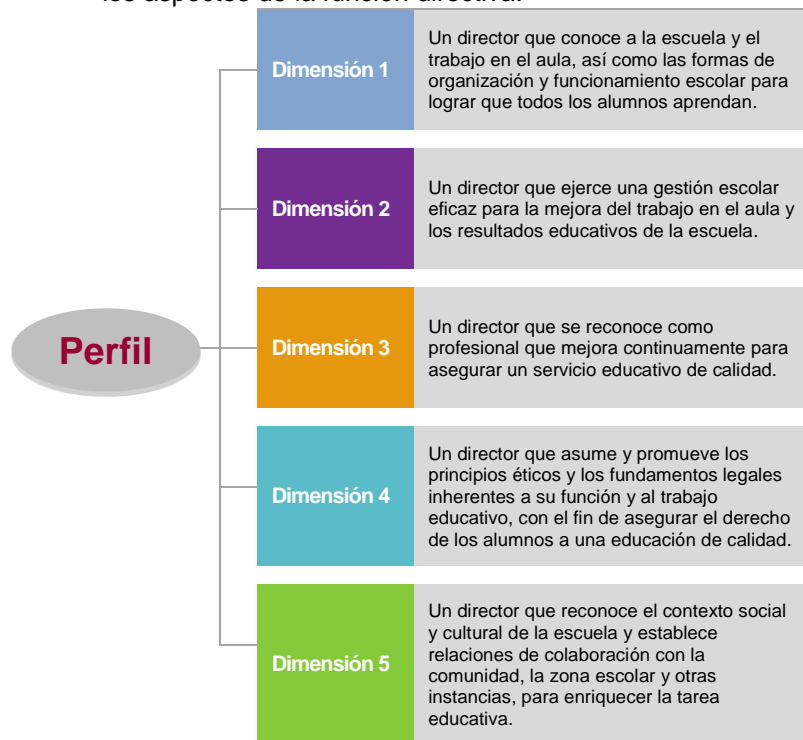 los aspectos de la función directiva.
Dimensión 1
Un director que conoce a la escuela y el
trabajo en el aula, así como las formas de
organización y funcionamiento escolar para
lograr que todos los alumnos aprendan.
Dimensión 2
Un director que ejerce una gestión escolar
eficaz para la mejora del trabajo en el aula y
los resultados educativos de la escuela.
Perfil
Dimensión 3
Un director que se reconoce como
profesional que mejora continuamente para
asegurar un servicio educativo de calidad.
Dimensión 4
Un director que asume y promueve los
principios éticos y los fundamentos legales
inherentes a su función y al trabajo
educativo, con el fin de asegurar el derecho
de los alumnos a una educación de calidad.
Dimensión 5
Un director que reconoce el contexto social
y cultural de la escuela y establece
relaciones de colaboración con la
comunidad, la zona escolar y otras
instancias, para enriquecer la tarea
educativa.